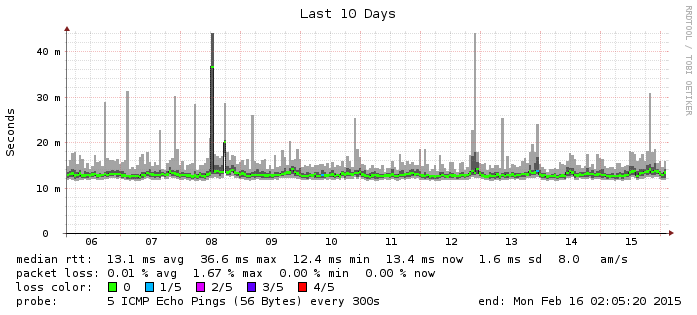 Last 10 Days
RRDTOOL / TOBI OETIKER
Seconds
40 m
30 m
20 m
10 m
0
06 07 08 09 10 11 12 13 14 15
median rtt: 13.1 ms avg 36.6 ms max 12.4 ms min 13.4 ms now 1.6 ms sd 8.0 am/s
packet loss: 0.01 % avg 1.67 % max 0.00 % min 0.00 % now
loss color: 0 1/5 2/5 3/5 4/5
probe: 5 ICMP Echo Pings (56 Bytes) every 300s end: Mon Feb 16 02:05:20 2015